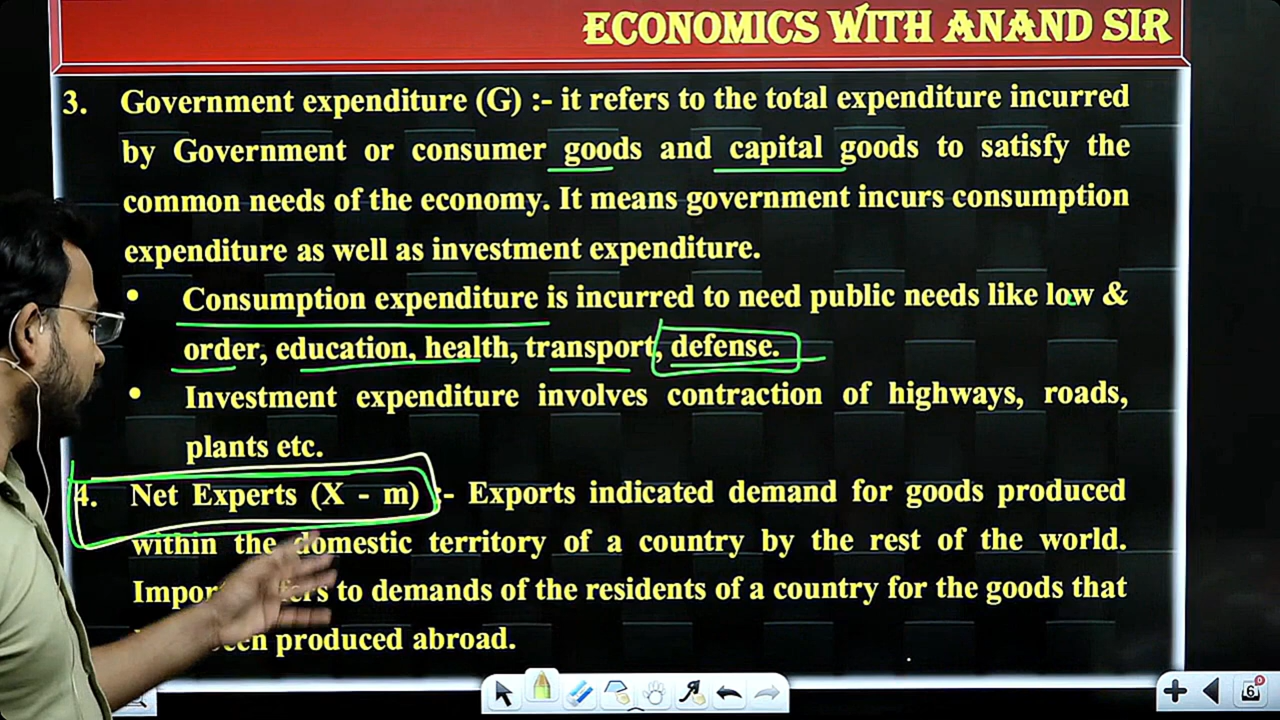 ECONOMICS WITH ANAND SIR
3. Government expenditure (G) :- it refers to the total expenditure incurred
by Government or consumer goods and capital goods to satisfy the
common needs of the economy. It means government incurs consumption
expenditure as well as investment expenditure.
• Consumption expenditure is incurred to need public needs like low &
order, education, health, transport, defense.
• Investment expenditure involves contraction of highways, roads,
plants etc.
4. Net Experts (X - m) :- Exports indicated demand for goods produced
within the domestic territory of a country by the rest of the world.
to demands of the residents of a country for the goods that
produced abroad.
6